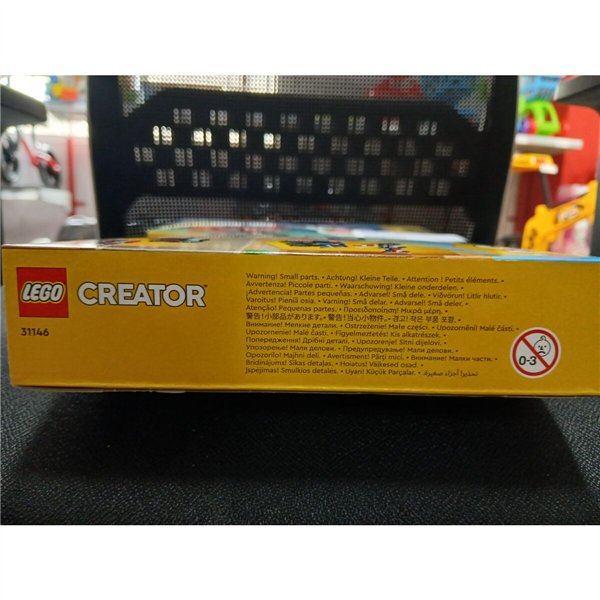 LEGO
CREATOR
31146
Warning! Small parts. • Achtung! Kleine Teile. • Attention ! Petits éléments. •
Avvertenza! Piccole parti. • Waarschuwing! Kleine onderdelen. •
¡Advertencia! Partes pequeñas. • Advarsel! Små dele. • Viðvörun! Litlir hlutir. •
Varoitus! Pieniä osia. • Varning! Små delar. • Advarsel! Små deler. •
Atenção! Pequenas partes. • Προειδοποίηση! Μικρά μέρη. •
警告！小部品があります。 • 警告！当心小物件。 • 경고! 작은 부품 포함. •
Внимание! Мелкие детали. • Ostrzeżenie! Małe części. • Upozornění! Malé části. •
Upozornenie! Malé časti. • Figyelmeztetés! Kis alkatrészek. •
Попередження! Дрібні деталі. • Upozorenje! Sitni dijelovi. •
Упозорење! Мали делови. • Предупредување! Мали делови. •
Opozorilo! Majhni deli. • Avertisment! Părți mici. • Внимание! Малки части. •
Brīdinājums! Sīkas detaļas. • Hoiatus! Väikesed osad. •
Įspėjimas! Smulkios detalės. • Uyarı! Küçük Parçalar. • تحذير! أجزاء صغيرة.
0-3